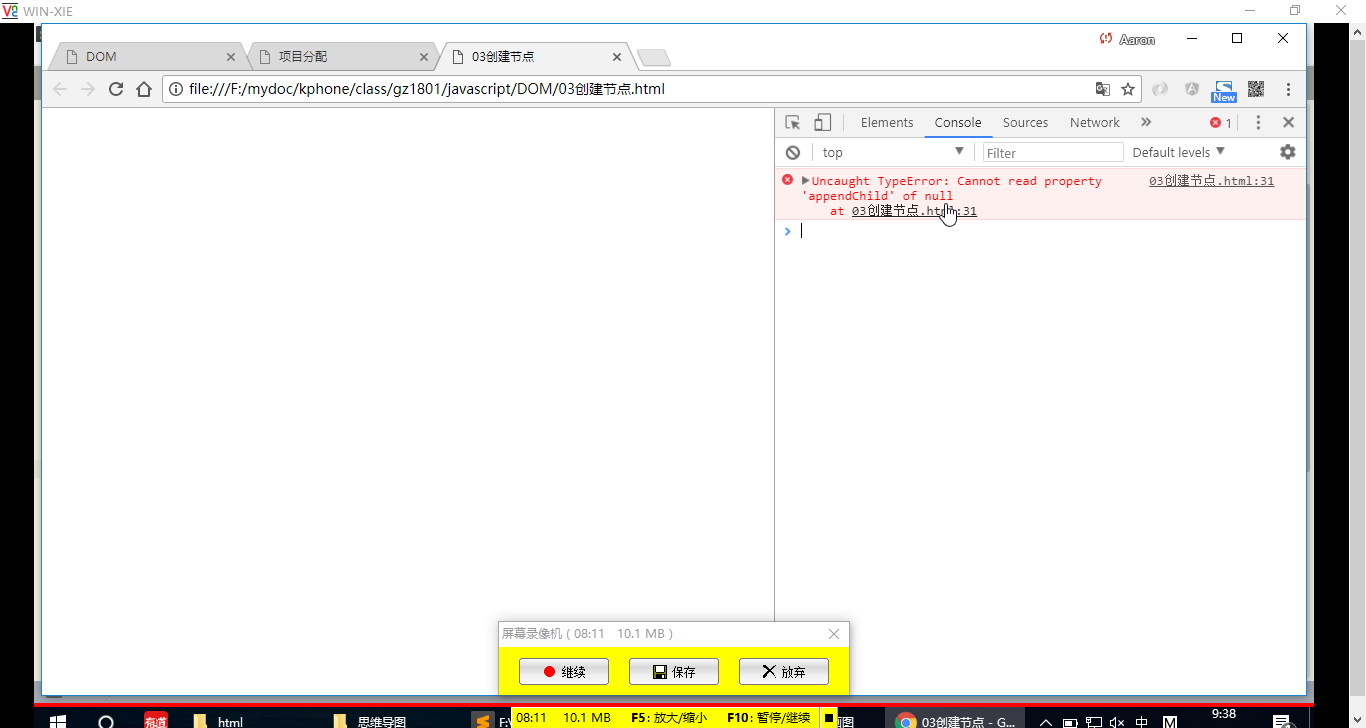 WIN-XIE
Aaron
DOM
项目分配
03创建节点
file:///F:/mydoc/kphone/class/gz1801/javascript/DOM/03创建节点.html
New
Elements Console Sources Network » 1
top Filter Default levels
Uncaught TypeError: Cannot read property 03创建节点.html:31
'appendChild' of null
at 03创建节点.html:31
屏幕录像机 ( 08:11 10.1 MB )
继续 保存 放弃
08:11 10.1 MB F5: 放大/缩小 F10: 暂停/继续
有道 html 思维导图 F:\ 图 03创建节点 - G... 中 M 9:38